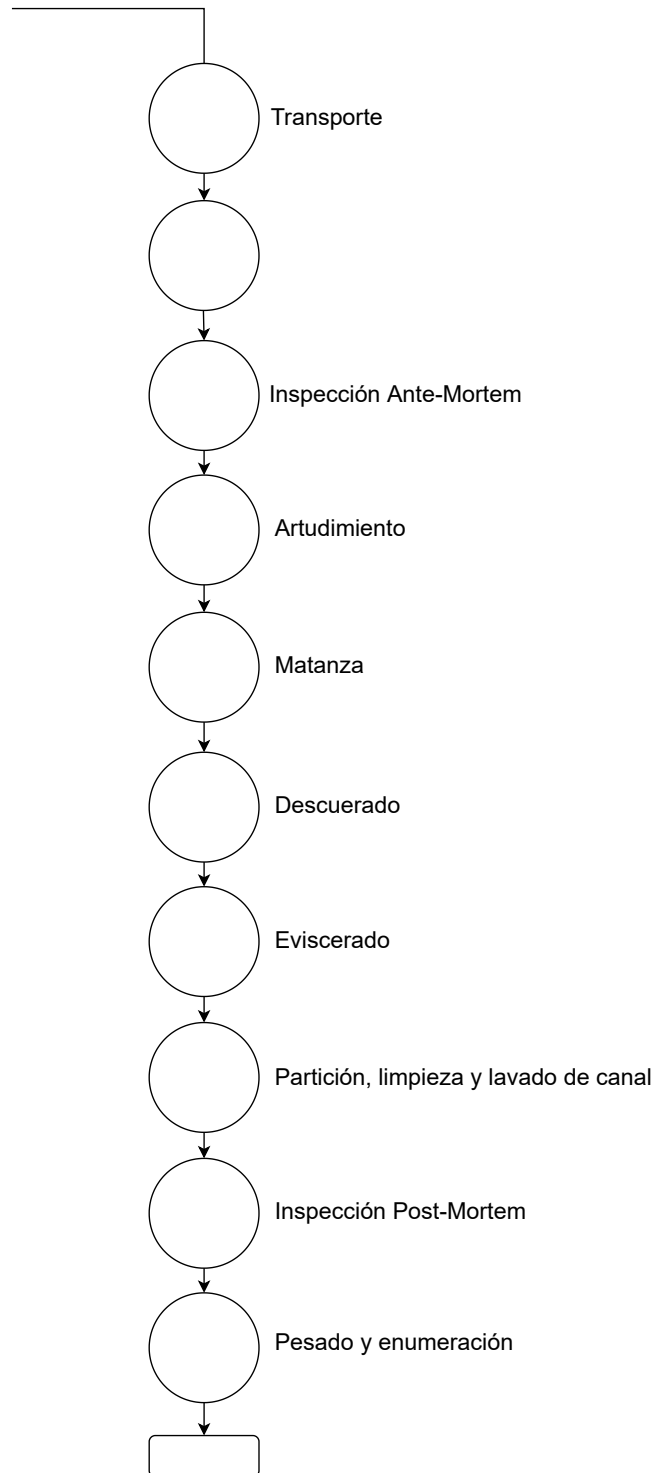 Transporte
Inspección Ante-Mortem
Artudimiento
Matanza
Descuerado
Eviscerado
Partición, limpieza y lavado de canal
Inspección Post-Mortem
Pesado y enumeración